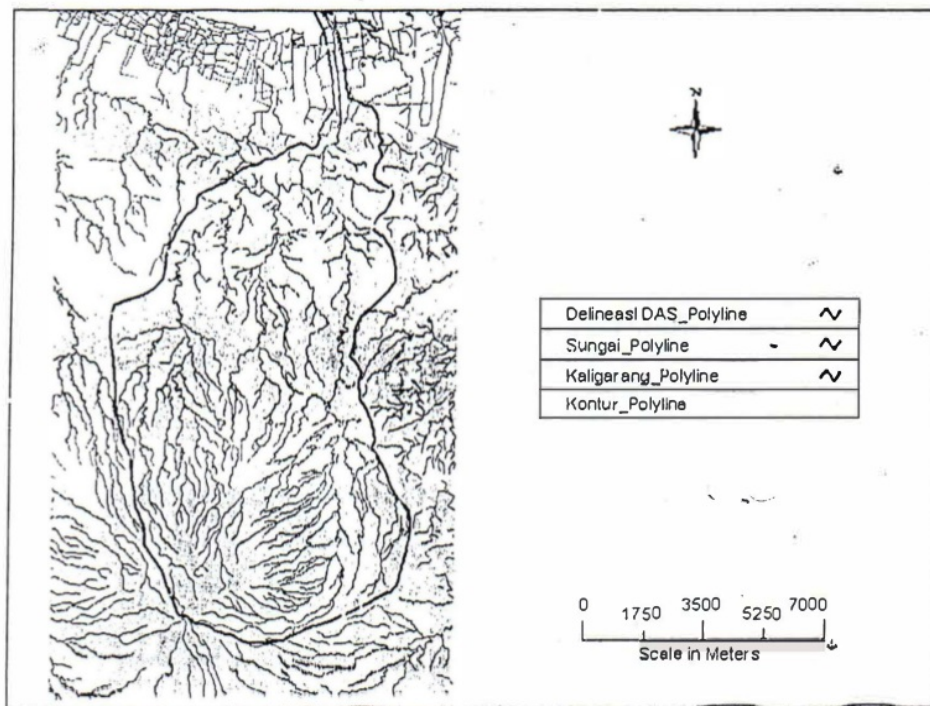 N
Delineasi DAS_Polyline
Sungai_Polyline
Kaligarang_Polyline
Kontur_Polyline
0 1750 3500 5250 7000
Scale in Meters